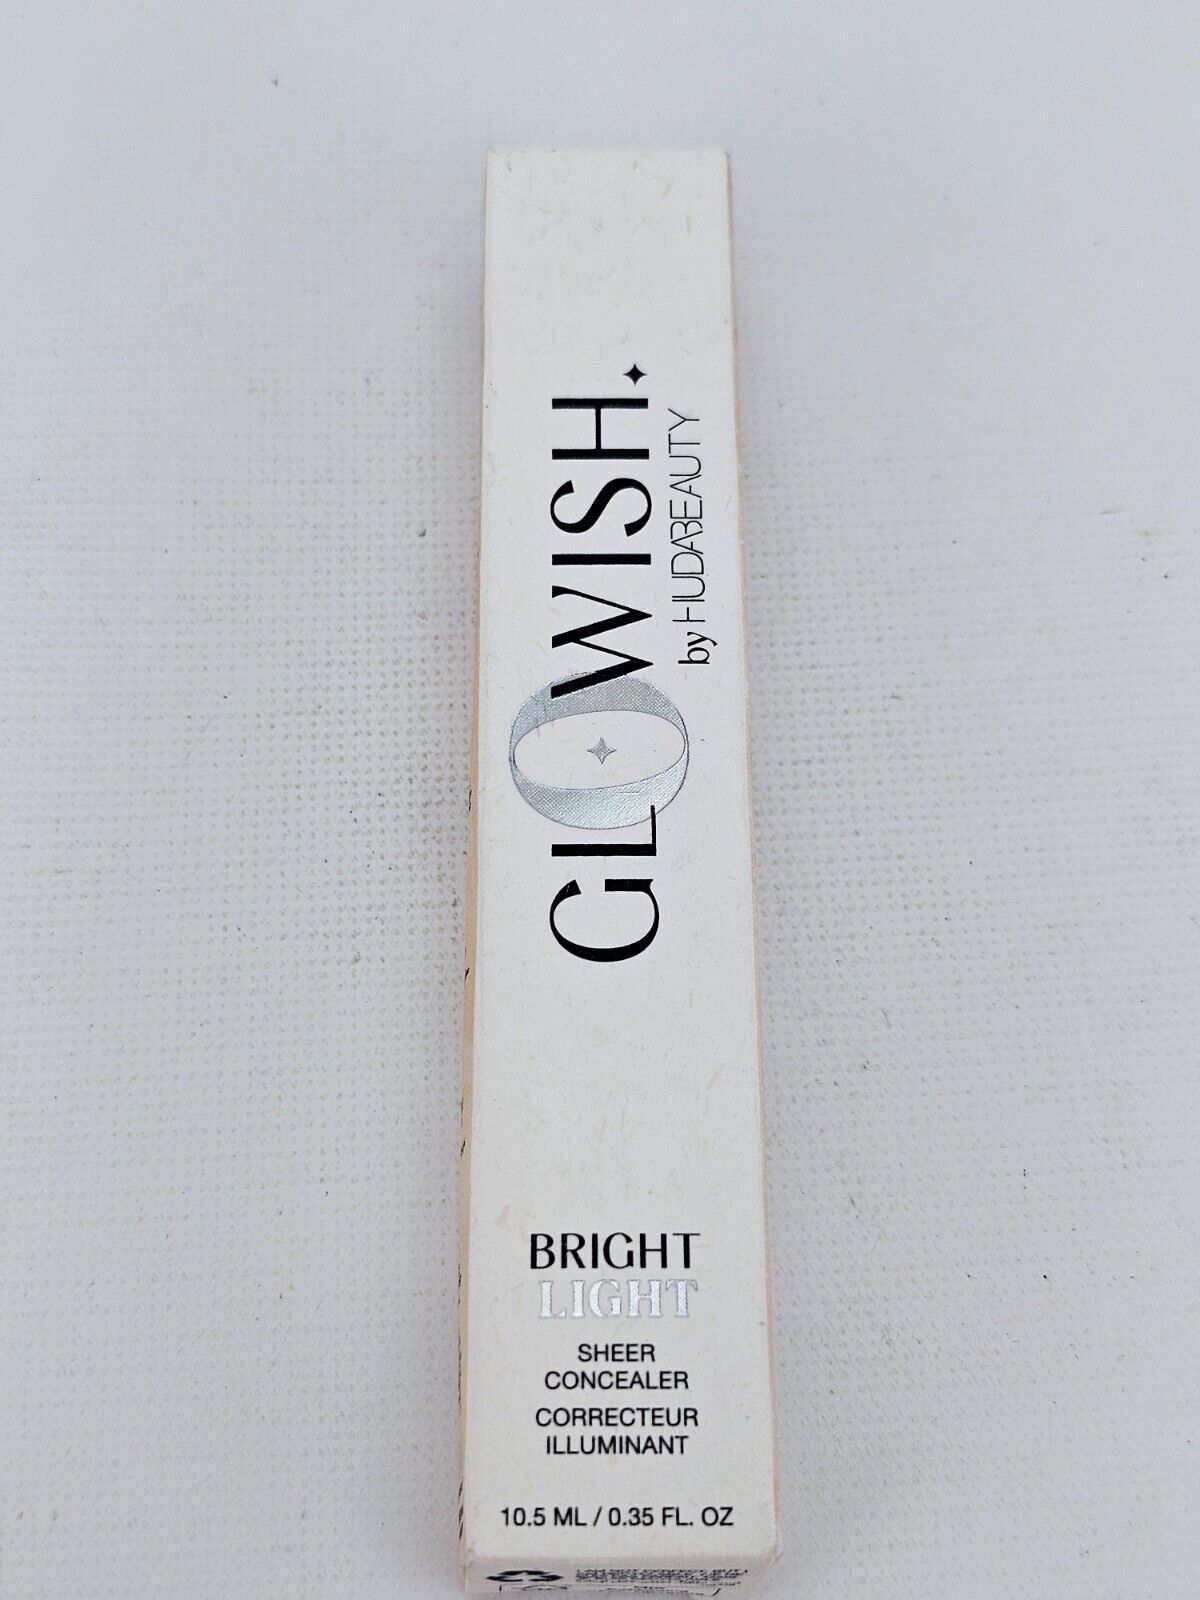 GLOWISH.
by HUDABEAUTY
BRIGHT
LIGHT
SHEER
CONCEALER
CORRECTEUR
ILLUMINANT
10.5 ML / 0.35 FL. OZ